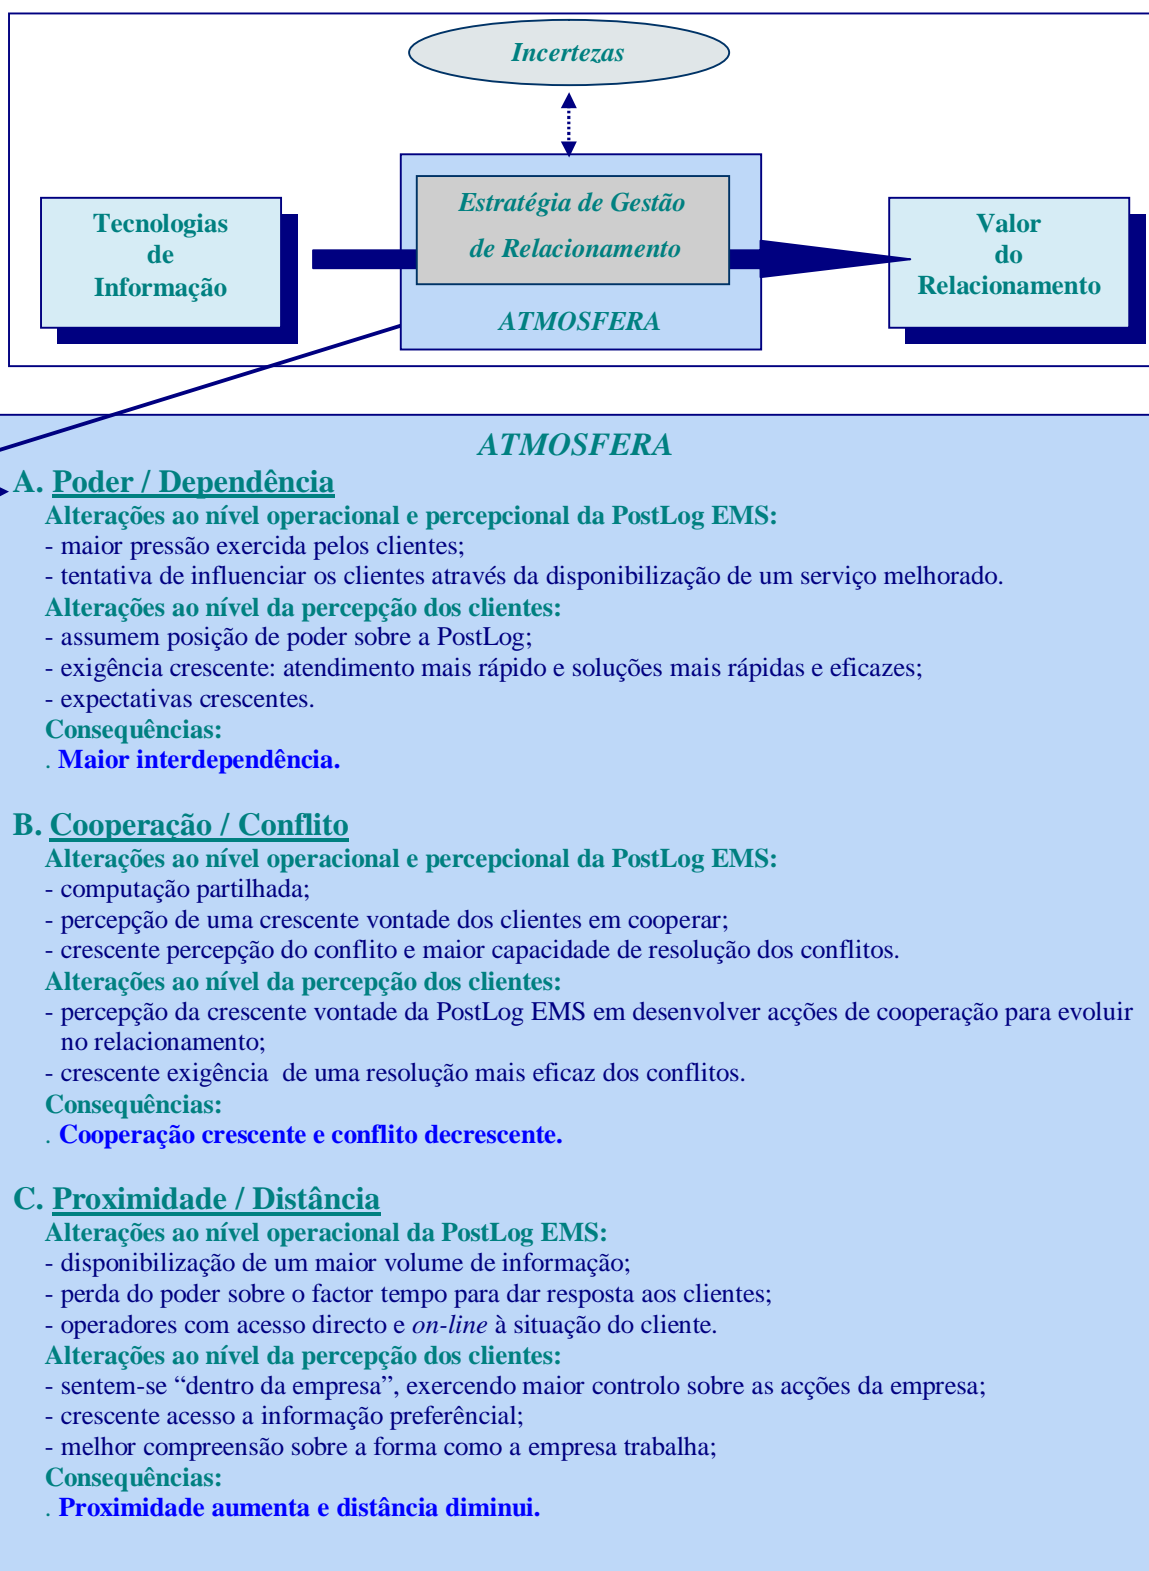 Incertezas
Estratégia de Gestão
de Relacionamento
Tecnologias
de
Informação
Valor
do
Relacionamento
ATMOSFERA
ATMOSFERA
A. Poder / Dependência
Alterações ao nível operacional e percepcional da PostLog EMS:
- maior pressão exercida pelos clientes;
- tentativa de influenciar os clientes através da disponibilização de um serviço melhorado.
Alterações ao nível da percepção dos clientes:
- assumem posição de poder sobre a PostLog;
- exigência crescente: atendimento mais rápido e soluções mais rápidas e eficazes;
- expectativas crescentes.
Consequências:
. Maior interdependência.
B. Cooperação / Conflito
Alterações ao nível operacional e percepcional da PostLog EMS:
- computação partilhada;
- percepção de uma crescente vontade dos clientes em cooperar;
- crescente percepção do conflito e maior capacidade de resolução dos conflitos.
Alterações ao nível da percepção dos clientes:
- percepção da crescente vontade da PostLog EMS em desenvolver acções de cooperação para evoluir
no relacionamento;
- crescente exigência  de uma resolução mais eficaz dos conflitos.
Consequências:
. Cooperação crescente e conflito decrescente.
C. Proximidade / Distância
Alterações ao nível operacional da PostLog EMS:
- disponibilização de um maior volume de informação;
- perda do poder sobre o factor tempo para dar resposta aos clientes;
- operadores com acesso directo e on-line à situação do cliente.
Alterações ao nível da percepção dos clientes:
- sentem-se “dentro da empresa”, exercendo maior controlo sobre as acções da empresa;
- crescente acesso a informação preferêncial;
- melhor compreensão sobre a forma como a empresa trabalha;
Consequências:
. Proximidade aumenta e distância diminui.